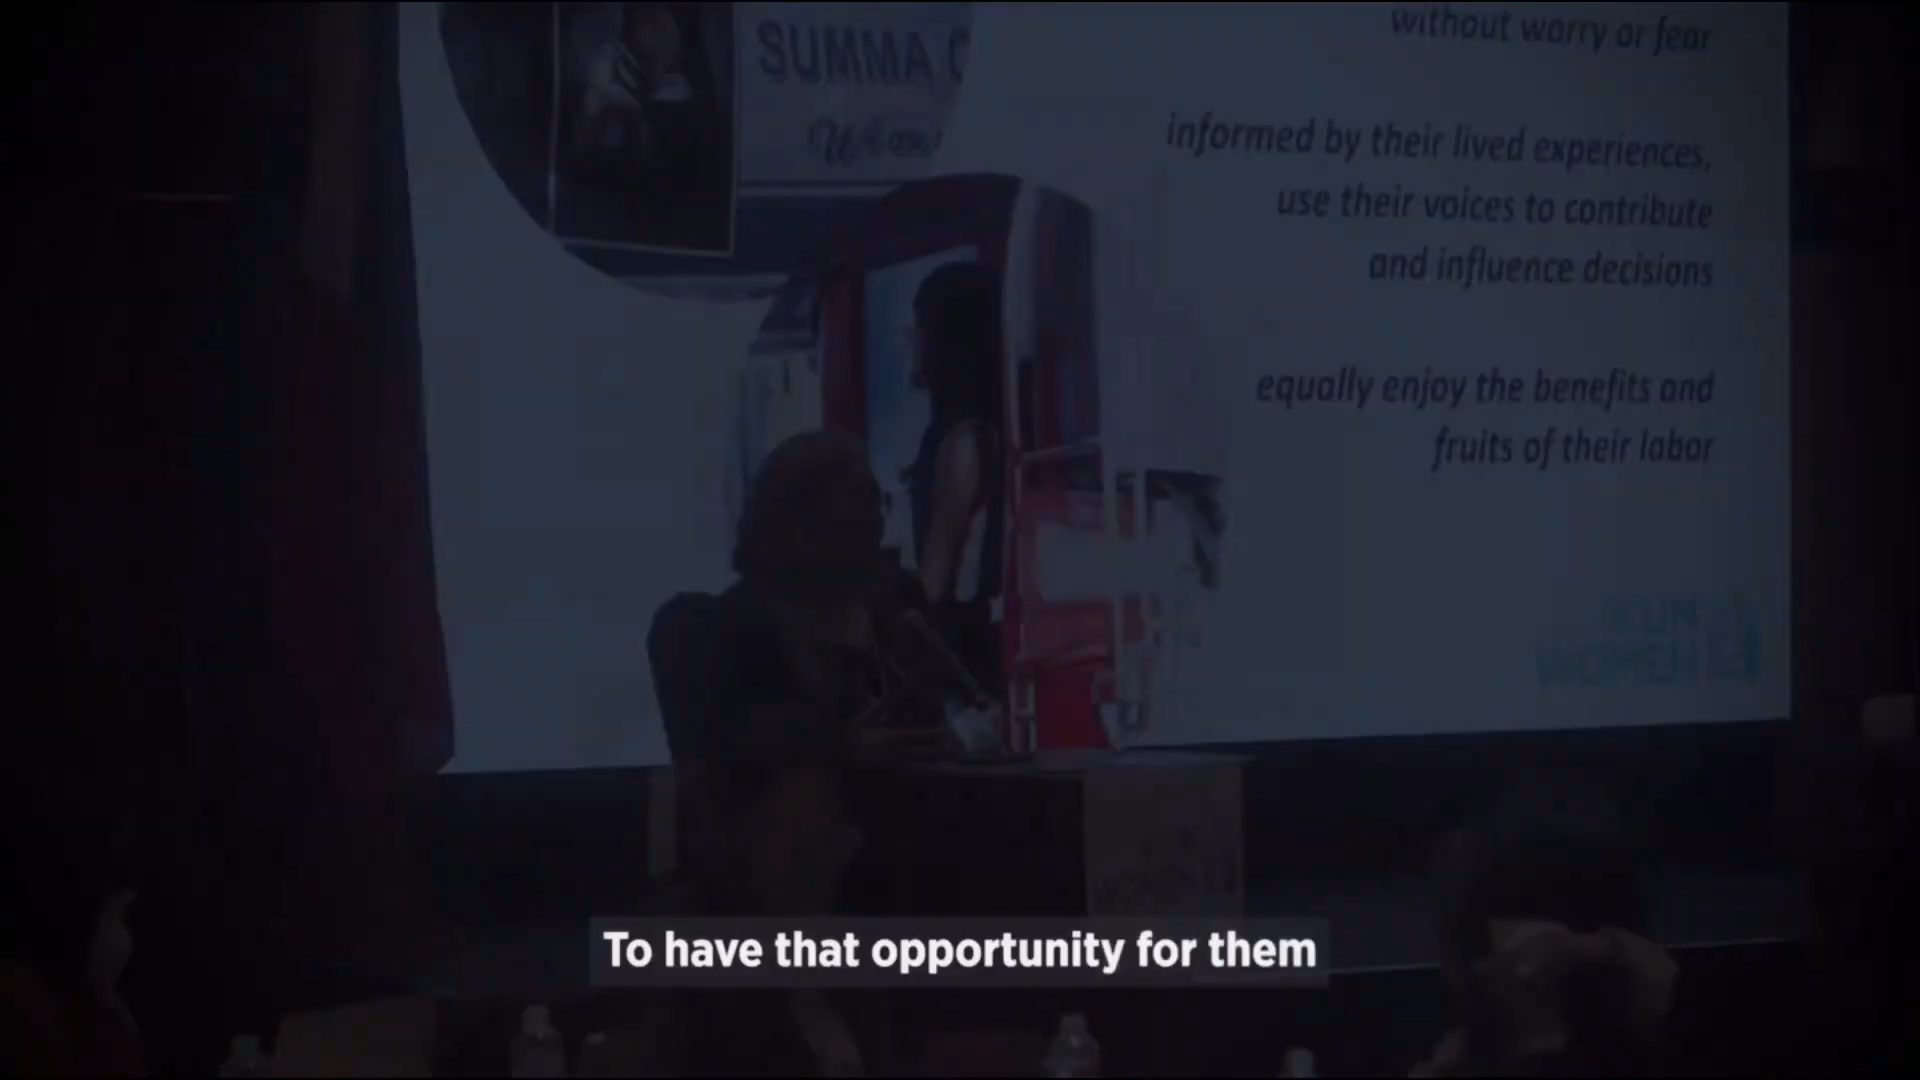 SUMMA C
without worry or fear
informed by their lived experiences,
use their voices to contribute
and influence decisions
equally enjoy the benefits and
fruits of their labor
UN
WOMEN
To have that opportunity for them